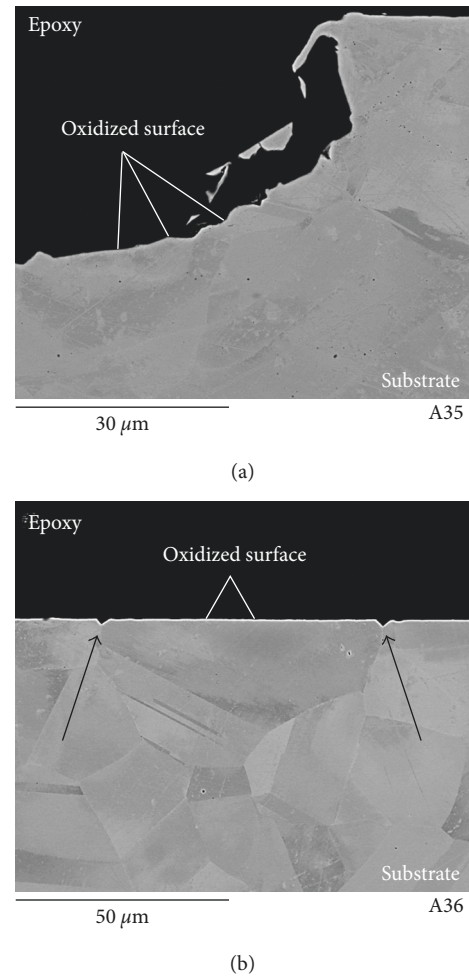 Epoxy
Oxidized surface
Substrate
30 μm
A35
(a)
Epoxy
Oxidized surface
Substrate
50 μm
A36
(b)